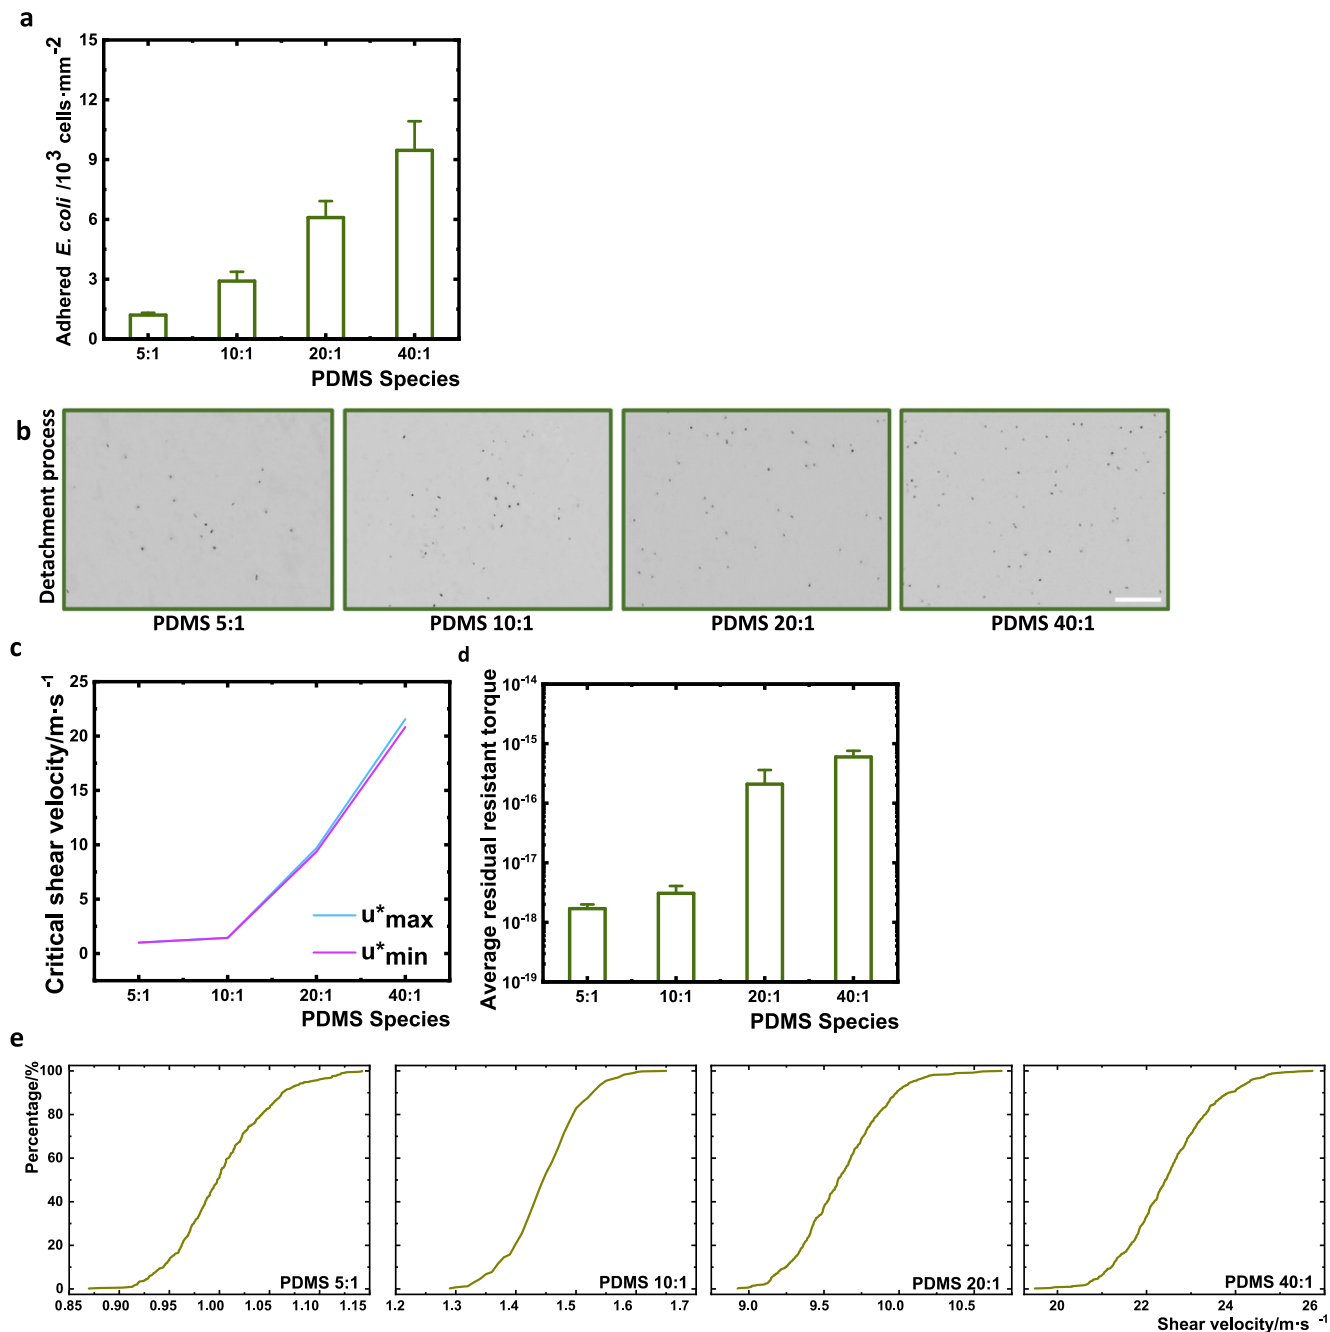 a
Adhered E. coli /10^3 cells·mm^-2
15
12
9
6
3
0
5:1 10:1 20:1 40:1
PDMS Species
b
Detachment process
PDMS 5:1 PDMS 10:1 PDMS 20:1 PDMS 40:1
c
Critical shear velocity/m·s^-1
25
20
15
10
5
0
u*max
u*min
5:1 10:1 20:1 40:1
PDMS Species
d
Average residual resistant torque
10^-14
10^-15
10^-16
10^-17
10^-18
10^-19
5:1 10:1 20:1 40:1
PDMS Species
e
Percentage/%
100
80
60
40
20
0
PDMS 5:1 PDMS 10:1 PDMS 20:1 PDMS 40:1
0.85 0.90 0.95 1.00 1.05 1.10 1.15 1.2 1.3 1.4 1.5 1.6 1.7 9.0 9.5 10.0 10.5 20 22 24 26
Shear velocity/m·s^-1